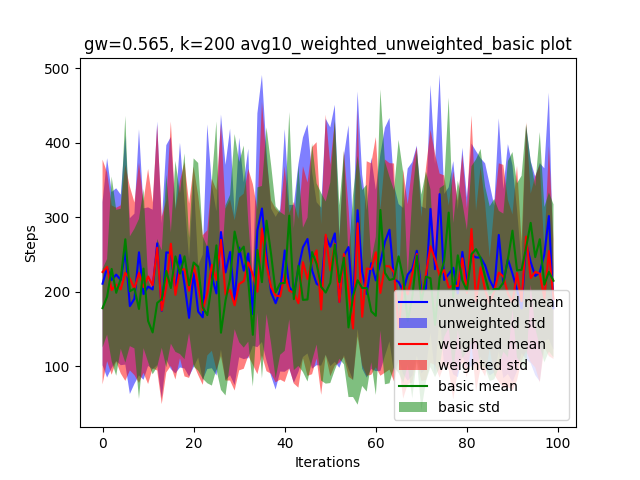 gw=0.565, k=200 avg10_weighted_unweighted_basic plot
Steps
500
400
300
200
100
0
20
40
60
80
100
Iterations
unweighted mean
unweighted std
weighted mean
weighted std
basic mean
basic std